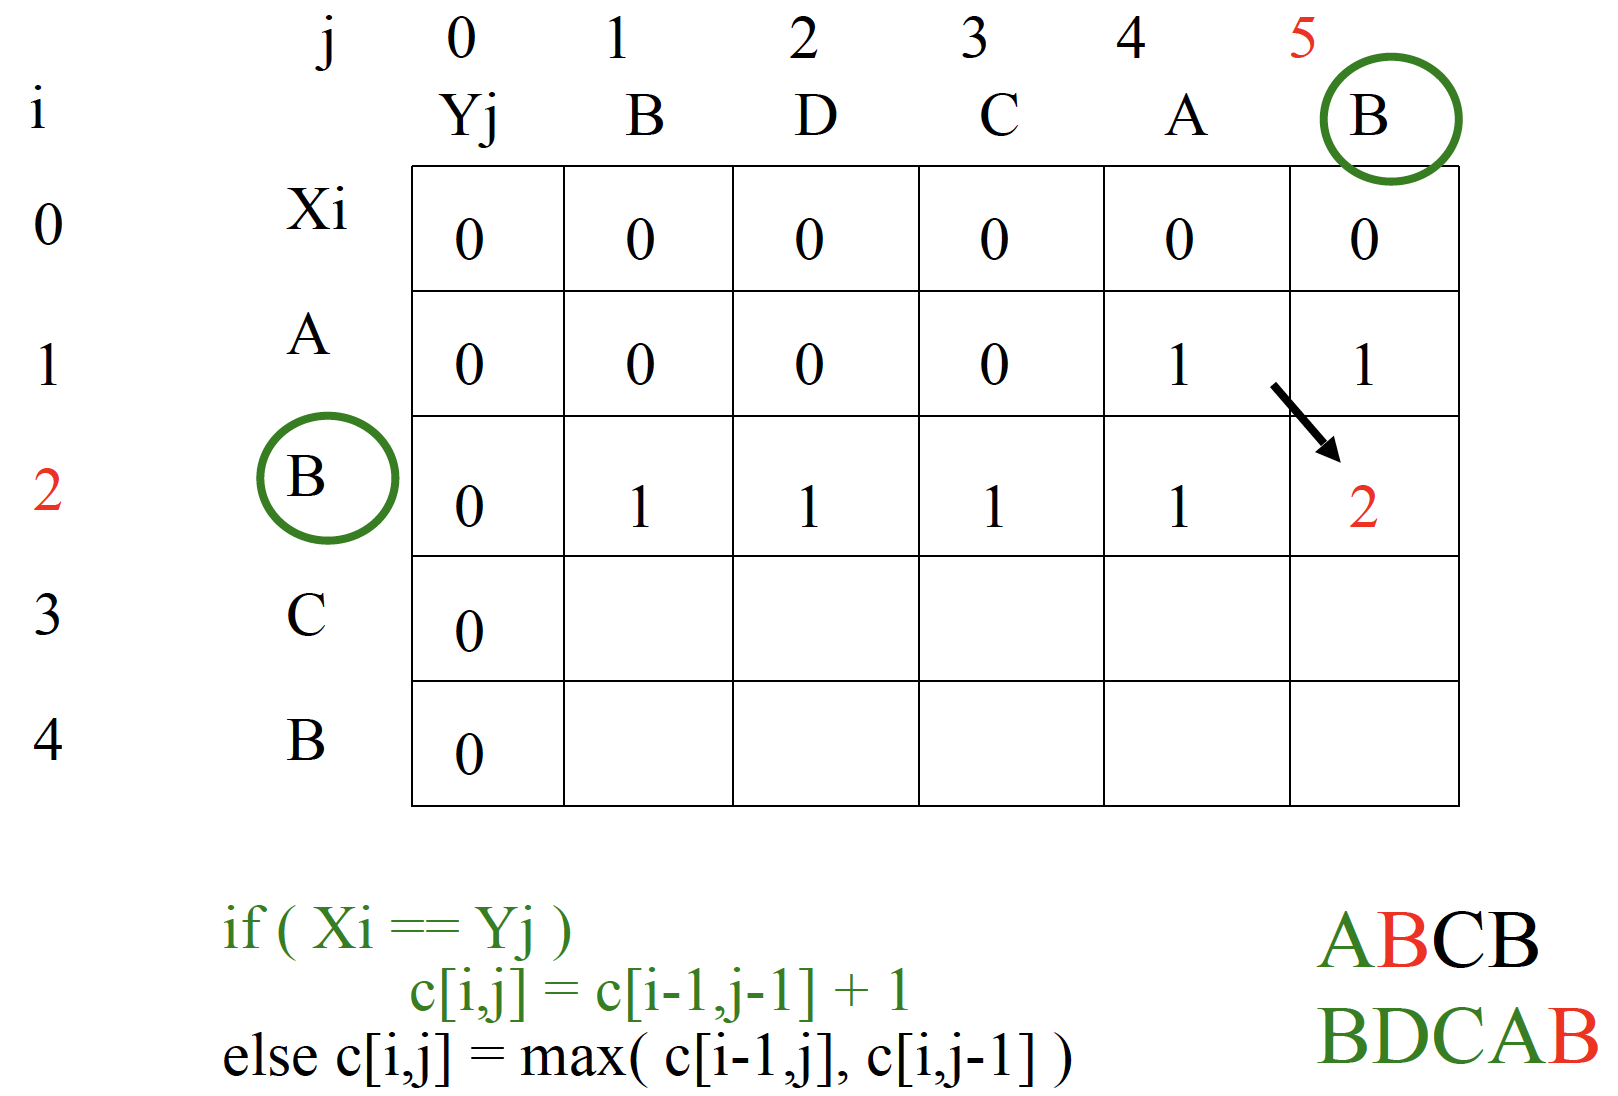 j 0 1 2 3 4 5
i Yj B D C A B
0 Xi 0 0 0 0 0 0
1 A 0 0 0 0 1 1
2 B 0 1 1 1 1 2
3 C 0
4 B 0
if ( Xi == Yj )
c[i,j] = c[i-1,j-1] + 1
else c[i,j] = max( c[i-1,j], c[i,j-1] )
ABCB
BDCAB